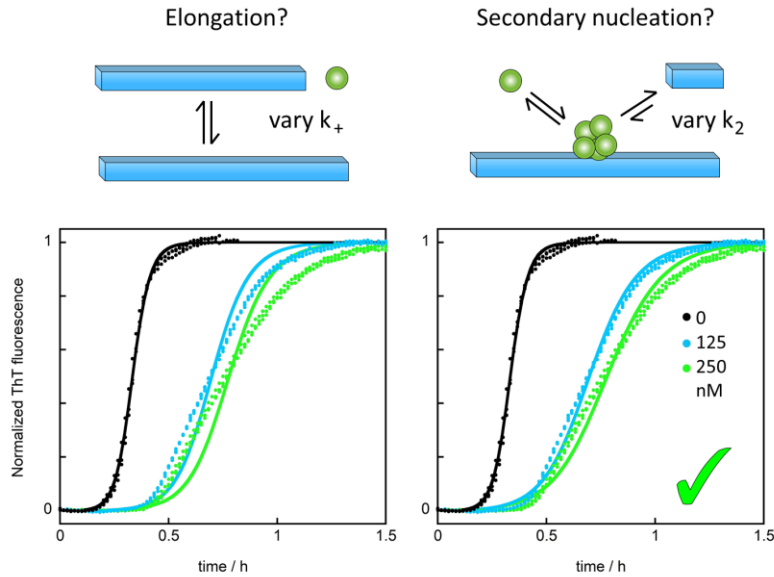 Elongation?
Secondary nucleation?
vary k₊
vary k₂
Normalized ThT fluorescence
1
0
0
0.5
1
1.5
time / h
1
0
0
125
250
nM
0
0.5
1
1.5
time / h